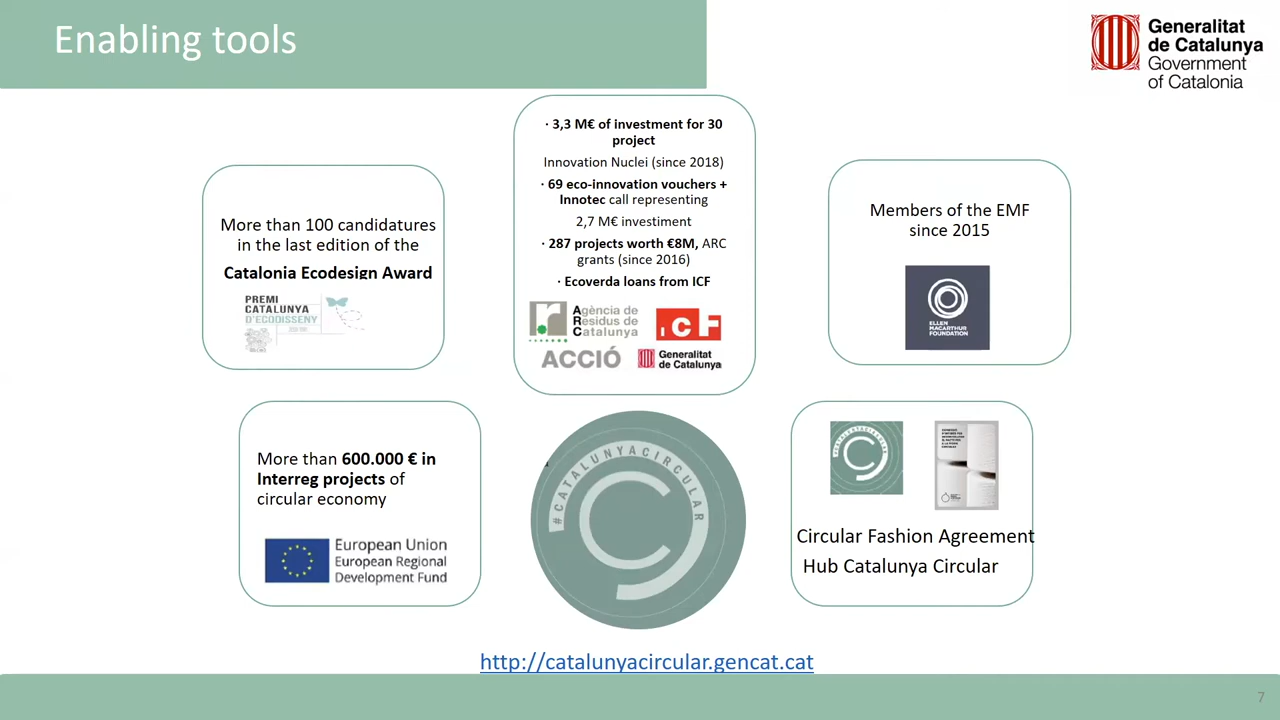 Enabling tools
Generalitat
de Catalunya
Government
of Catalonia
More than 100 candidatures
in the last edition of the
Catalonia Ecodesign Award
PREMI
CATALUNYA
D'ECODISSENY
· 3,3 M€ of investment for 30
project
Innovation Nuclei (since 2018)
· 69 eco-innovation vouchers +
Innotec call representing
2,7 M€ investiment
· 287 projects worth €8M, ARC
grants (since 2016)
· Ecoverda loans from ICF
Agència de
Residus de
Catalunya
ICF
ACCIÓ
Generalitat
de Catalunya
Members of the EMF
since 2015
ELLEN
MACARTHUR
FOUNDATION
More than 600.000 € in
Interreg projects of
circular economy
European Union
European Regional
Development Fund
#CATALUNYACIRCULAR
Circular Fashion Agreement
Hub Catalunya Circular
http://catalunyacircular.gencat.cat
7